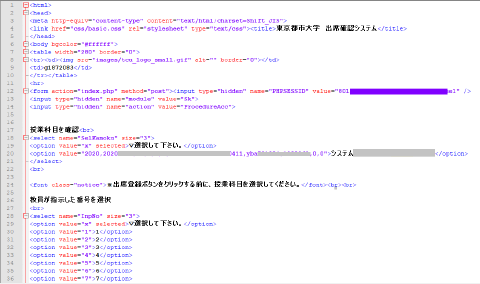 <html>
<head>
<meta http-equiv="content-type" content="text/html;charset=Shift_JIS">
<link href="css/basic.css" rel="stylesheet" type="text/css"><title>東京都市大学 出席確認システム</title>
</head>
<body bgcolor="#ffffff">
<table width="280" border="0">
<tr><td><img src="images/tcu_logo_small.gif" alt="" border="0"></td>
<td>g1872083</td>
</tr></table>
<hr>
<form action="index.php" method="post"><input type="hidden" name="PHPSESSID" value="601 e1" />
<input type="hidden" name="module" value="Sk">
<input type="hidden" name="action" value="ProcedureAcc">
授業科目を確認<br>
<select name="SelKamoku" size="3">
<option value="x" selected>▽選択して下さい。</option>
<option value="2020,2020 411,yba ,0,0">システム </option>
</select>
<br>
<font class="notice">※出席登録ボタンをクリックする前に、授業科目を選択してください。</font><br><br>
教員が指示した番号を選択
<br>
<select name="InpNo" size="3">
<option value="x" selected>▽選択して下さい。</option>
<option value="1">1</option>
<option value="2">2</option>
<option value="3">3</option>
<option value="4">4</option>
<option value="5">5</option>
<option value="6">6</option>
<option value="7">7</option>